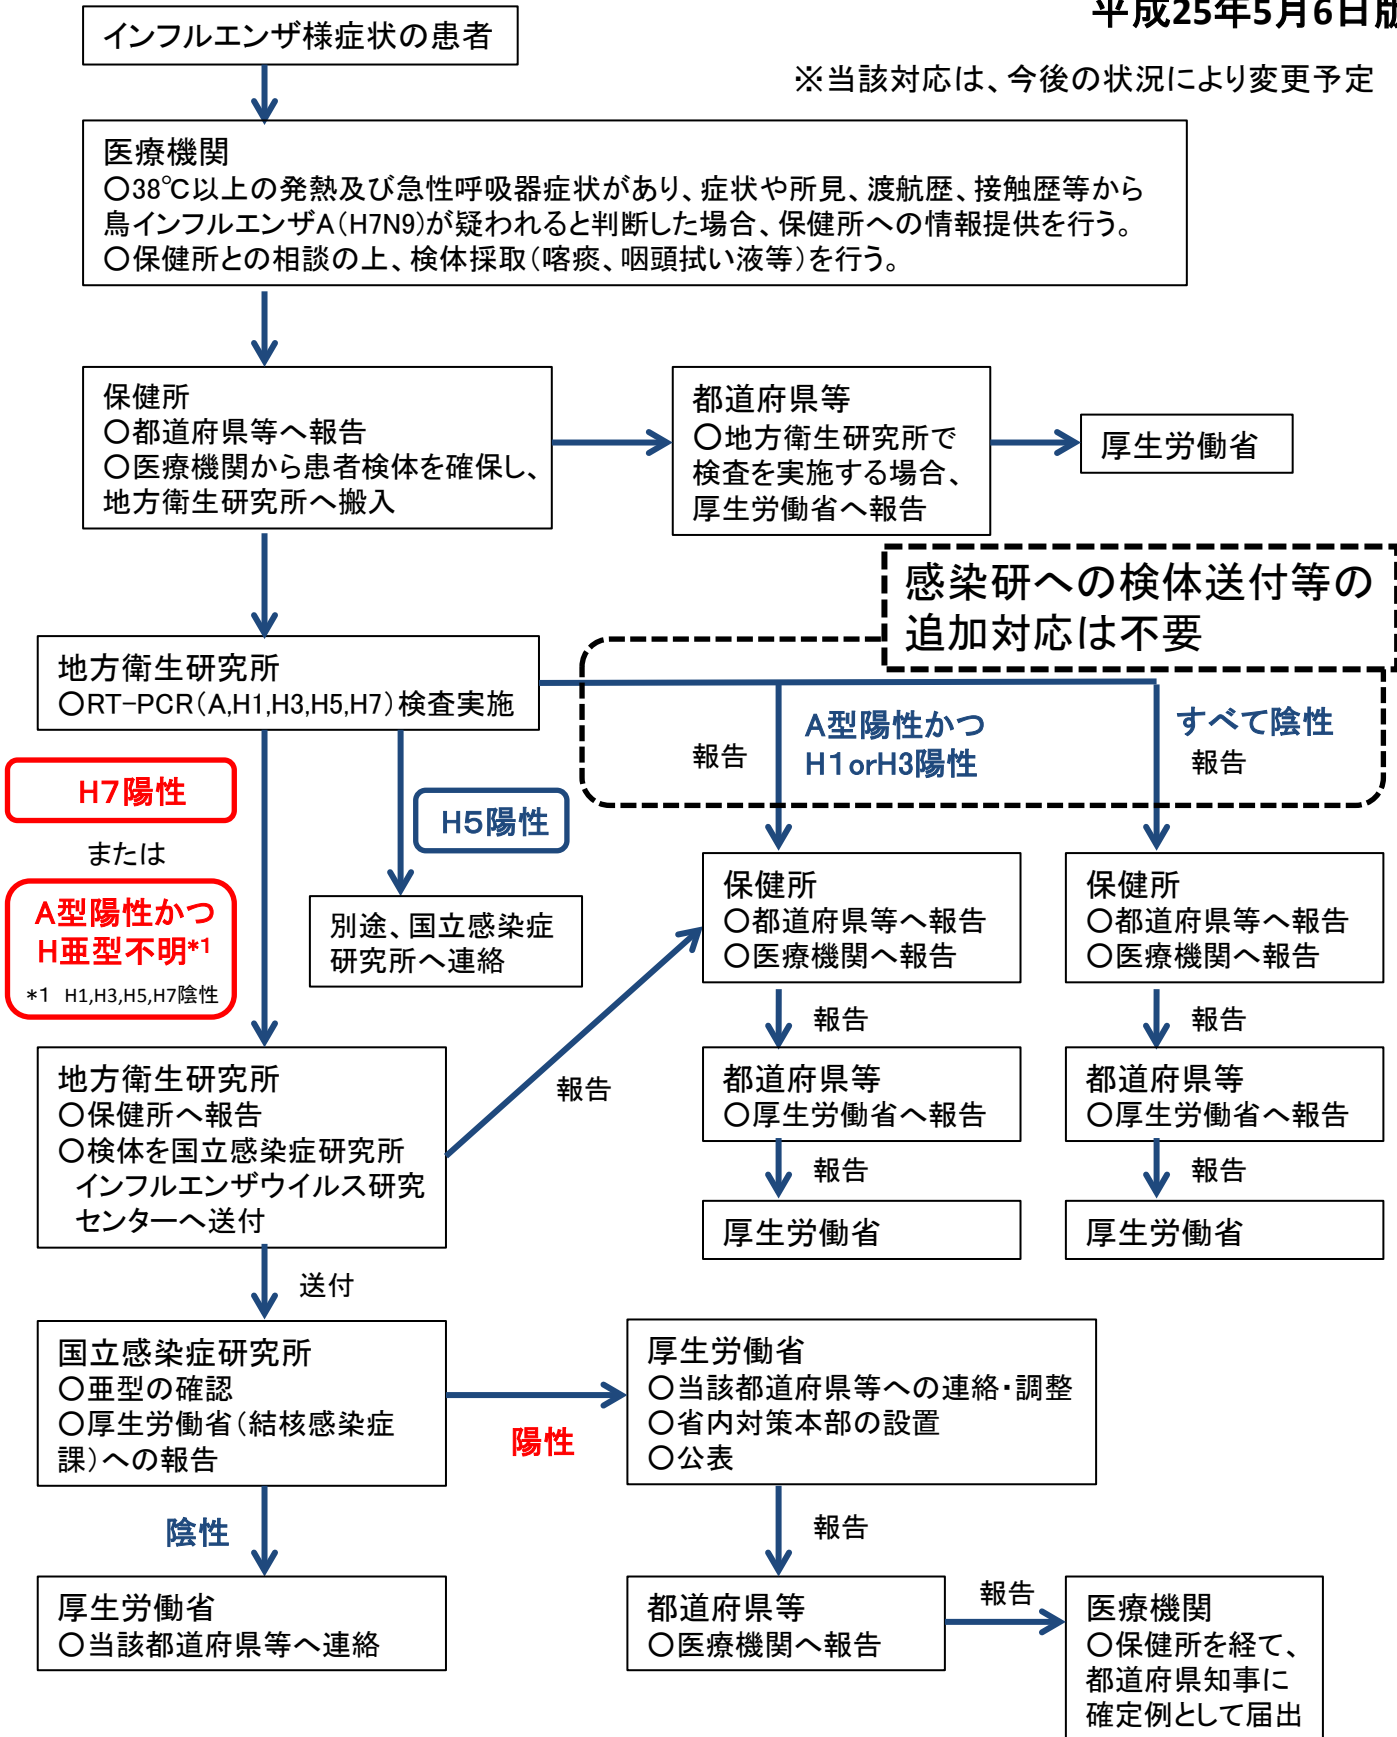 平成25年5月6日版
インフルエンザ様症状の患者
※当該対応は、今後の状況により変更予定
医療機関
○38℃以上の発熱及び急性呼吸器症状があり、症状や所見、渡航歴、接触歴等から
鳥インフルエンザA(H7N9)が疑われると判断した場合、保健所への情報提供を行う。
○保健所との相談の上、検体採取(喀痰、咽頭拭い液等)を行う。
保健所
○都道府県等へ報告
○医療機関から患者検体を確保し、
地方衛生研究所へ搬入
都道府県等
○地方衛生研究所で
検査を実施する場合、
厚生労働省へ報告
厚生労働省
感染研への検体送付等の
追加対応は不要
地方衛生研究所
○RT-PCR(A,H1,H3,H5,H7)検査実施
報告
A型陽性かつ
H1orH3陽性
すべて陰性
報告
H7陽性
または
A型陽性かつ
H亜型不明*1
*1 H1,H3,H5,H7陰性
H5陽性
別途、国立感染症
研究所へ連絡
保健所
○都道府県等へ報告
○医療機関へ報告
報告
都道府県等
○厚生労働省へ報告
報告
厚生労働省
保健所
○都道府県等へ報告
○医療機関へ報告
報告
都道府県等
○厚生労働省へ報告
報告
厚生労働省
地方衛生研究所
○保健所へ報告
○検体を国立感染症研究所
インフルエンザウイルス研究
センターへ送付
報告
送付
国立感染症研究所
○亜型の確認
○厚生労働省(結核感染症
課)への報告
陽性
厚生労働省
○当該都道府県等への連絡・調整
○省内対策本部の設置
○公表
陰性
報告
厚生労働省
○当該都道府県等へ連絡
都道府県等
○医療機関へ報告
報告
医療機関
○保健所を経て、
都道府県知事に
確定例として届出